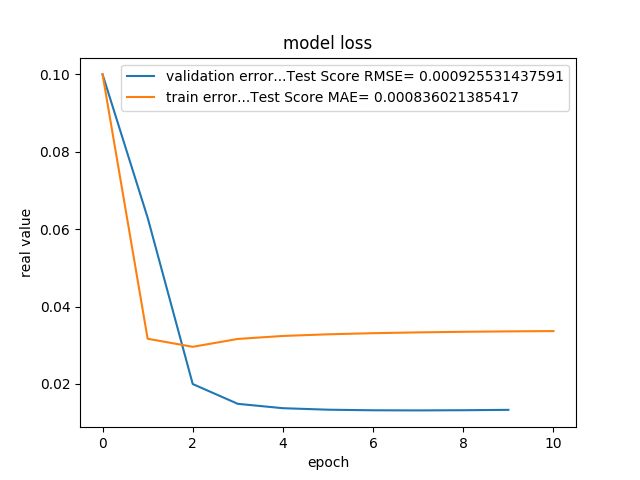 model loss
validation error...Test Score RMSE= 0.000925531437591
train error...Test Score MAE= 0.000836021385417
0.10
0.08
0.06
0.04
0.02
real value
0 2 4 6 8 10
epoch